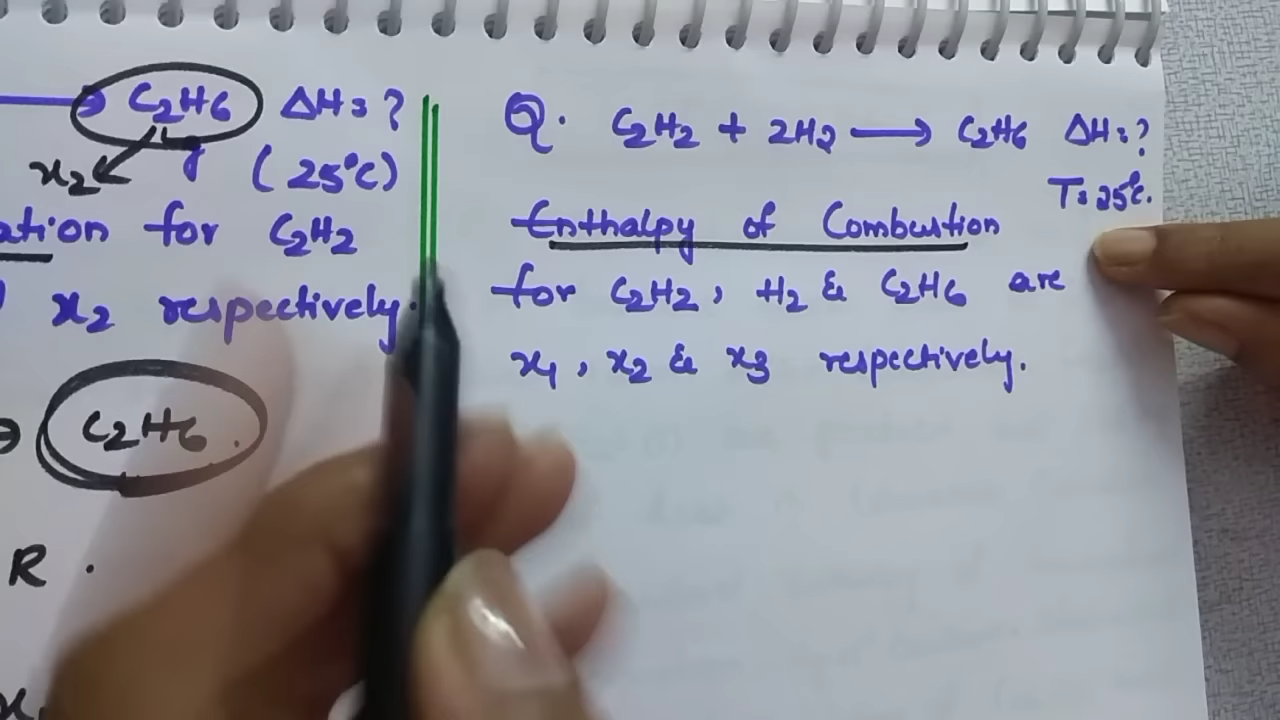 C2H6 ΔH = ?
x2 (25°C)
ation for C2H2
x2 respectively.
C2H6.
R.
x1
Q. C2H2 + 2H2 ⟶ C2H6 ΔH = ?
T = 25°C.
Enthalpy of Combustion
for C2H2, H2 & C2H6 are
x1, x2 & x3 respectively.